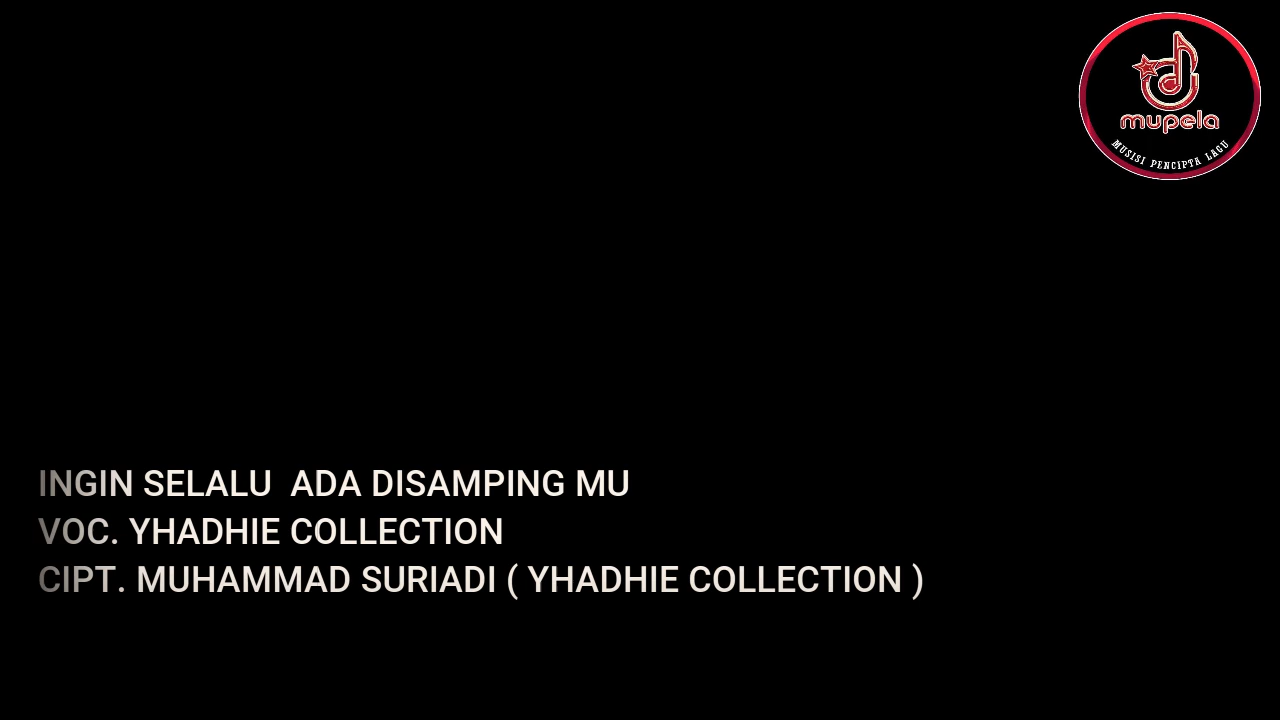 mupela
MUSISI PENCIPTA LAGU
INGIN SELALU  ADA DISAMPING MU
VOC. YHADHIE COLLECTION
CIPT. MUHAMMAD SURIADI ( YHADHIE COLLECTION )